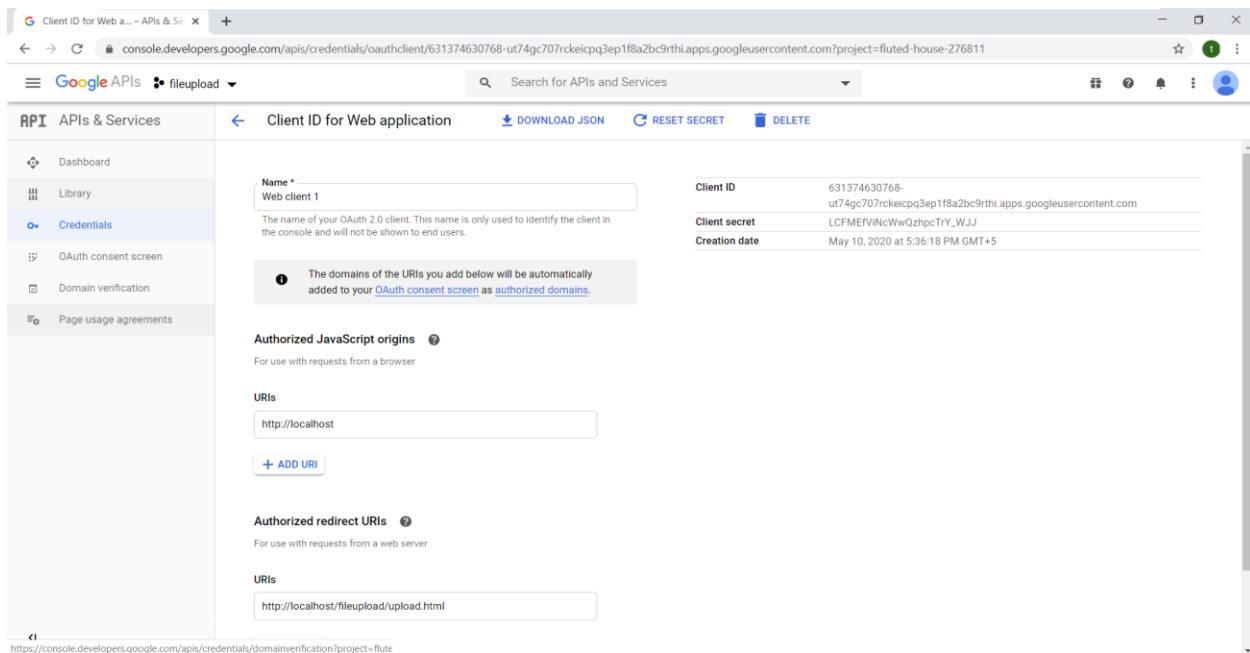 Client ID for Web a... – APIs & Se
console.developers.google.com/apis/credentials/oauthclient/631374630768-ut74gc707rckeicpq3ep1f8a2bc9rthi.apps.googleusercontent.com?project=fluted-house-276811
t
Google APIs fileupload Search for APIs and Services
API APIs & Services
Client ID for Web application DOWNLOAD JSON RESET SECRET DELETE
Dashboard
Library
Credentials
OAuth consent screen
Domain verification
Page usage agreements
Name *
Web client 1
The name of your OAuth 2.0 client. This name is only used to identify the client in
the console and will not be shown to end users.
The domains of the URIs you add below will be automatically
added to your OAuth consent screen as authorized domains.
Authorized JavaScript origins
For use with requests from a browser
URIs
http://localhost
+ ADD URI
Authorized redirect URIs
For use with requests from a web server
URIs
http://localhost/fileupload/upload.html
Client ID 631374630768-
ut74gc707rckeicpq3ep1f8a2bc9rthi.apps.googleusercontent.com
Client secret LCFMEfViNcWwQzhpcTrY_WJJ
Creation date May 10, 2020 at 5:36:18 PM GMT+5
https://console.developers.google.com/apis/credentials/domainverification?project=flute